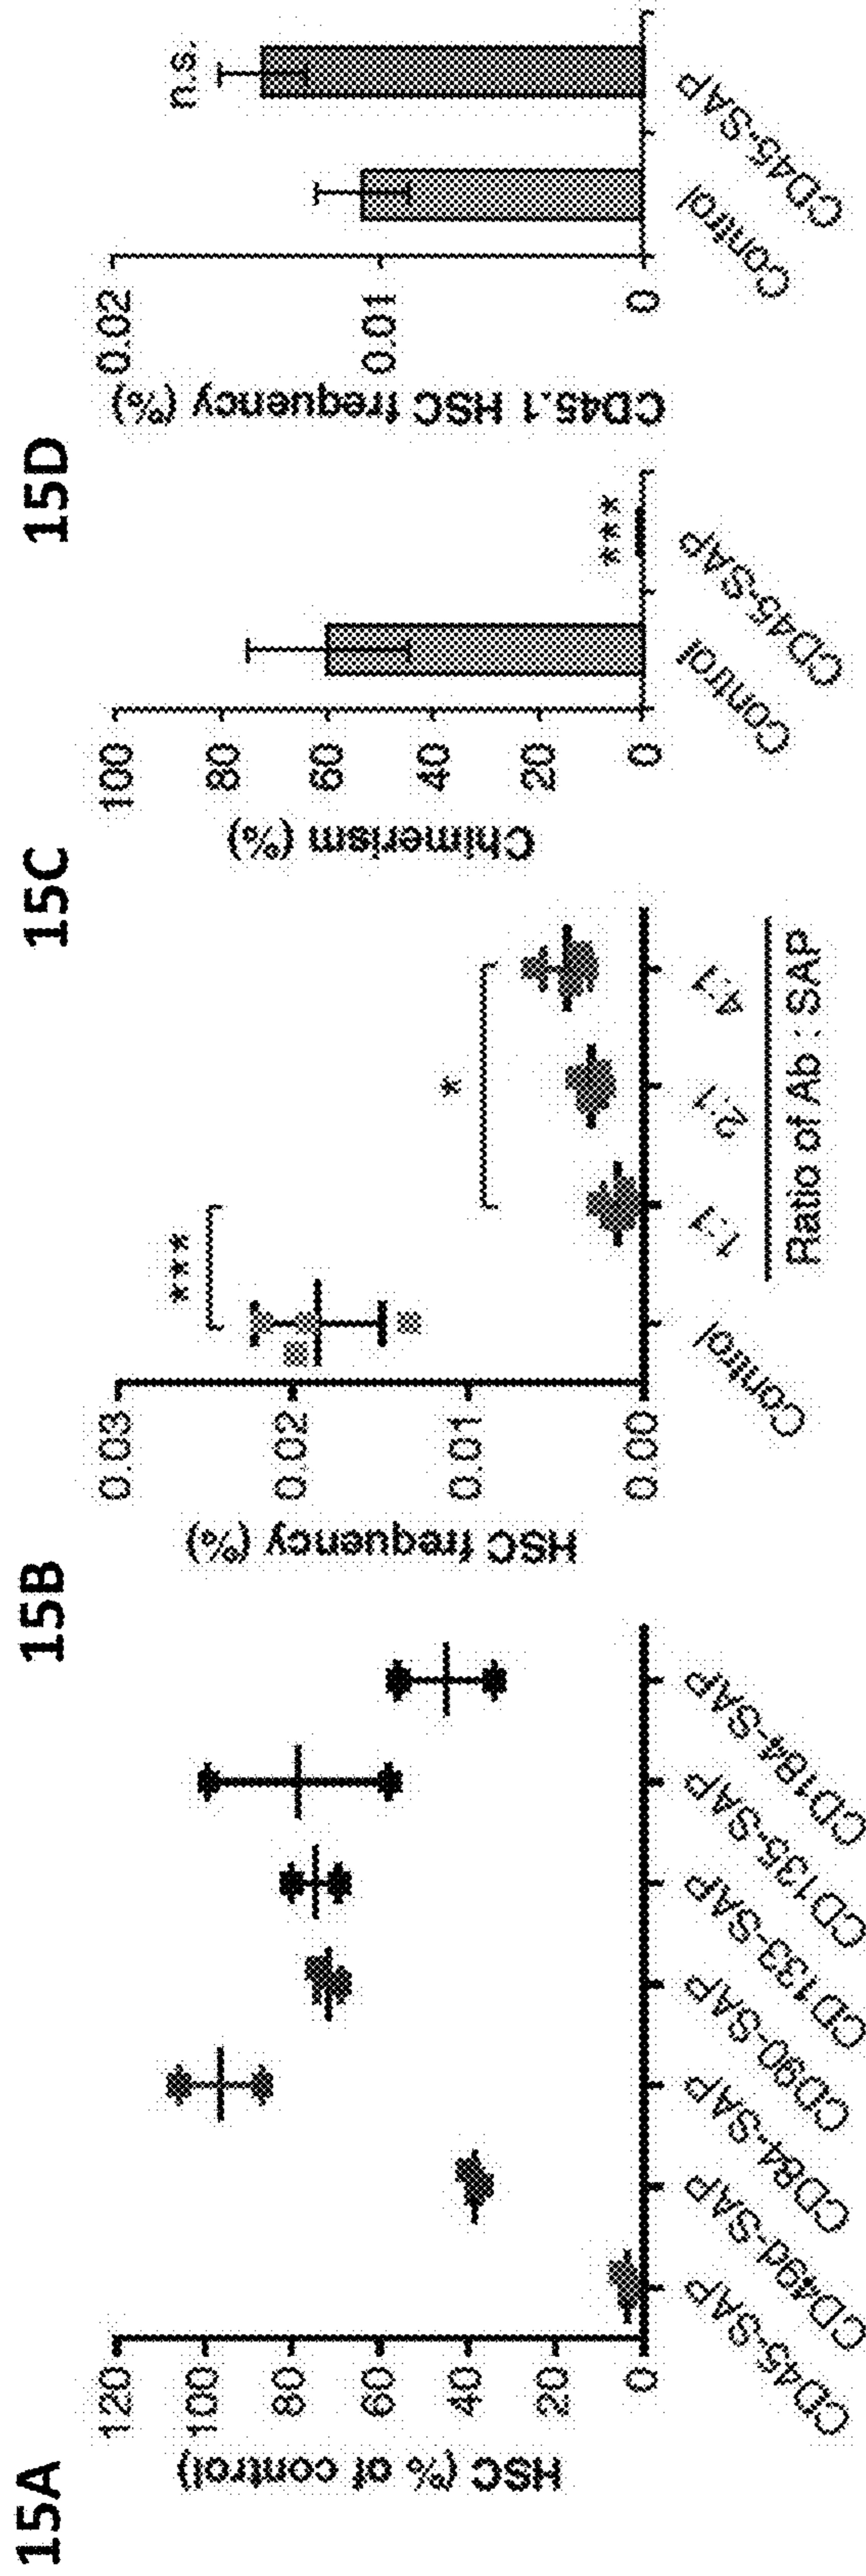 15A
HSC (% of control)
120
100
80
60
40
20
0
CD45-SAP
CD49d-SAP
CD84-SAP
CD90-SAP
CD133-SAP
CD135-SAP
CD184-SAP
15B
HSC frequency (%)
0.03
0.02
0.01
0.00
***
*
Control
1:1
2:1
4:1
Ratio of Ab : SAP
15C
Chimerism (%)
100
80
60
40
20
0
***
Control
CD45-SAP
15D
CD45.1 HSC frequency (%)
0.02
0.01
0
n.s.
Control
CD45-SAP